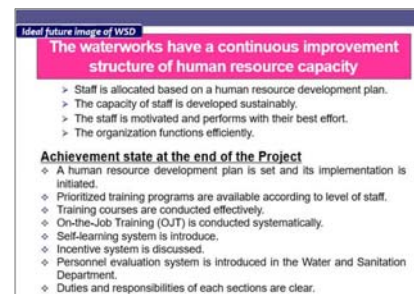 Ideal future image of WSD
The waterworks have a continuous improvement
structure of human resource capacity
➢ Staff is allocated based on a human resource development plan.
➢ The capacity of staff is developed sustainably.
➢ The staff is motivated and performs with their best effort.
➢ The organization functions efficiently.
Achievement state at the end of the Project
❖ A human resource development plan is set and its implementation is
initiated.
❖ Prioritized training programs are available according to level of staff.
❖ Training courses are conducted effectively.
❖ On-the-Job Training (OJT) is conducted systematically.
❖ Self-learning system is introduce.
❖ Incentive system is discussed.
❖ Personnel evaluation system is introduced in the Water and Sanitation
Department.
❖ Duties and responsibilities of each sections are clear.